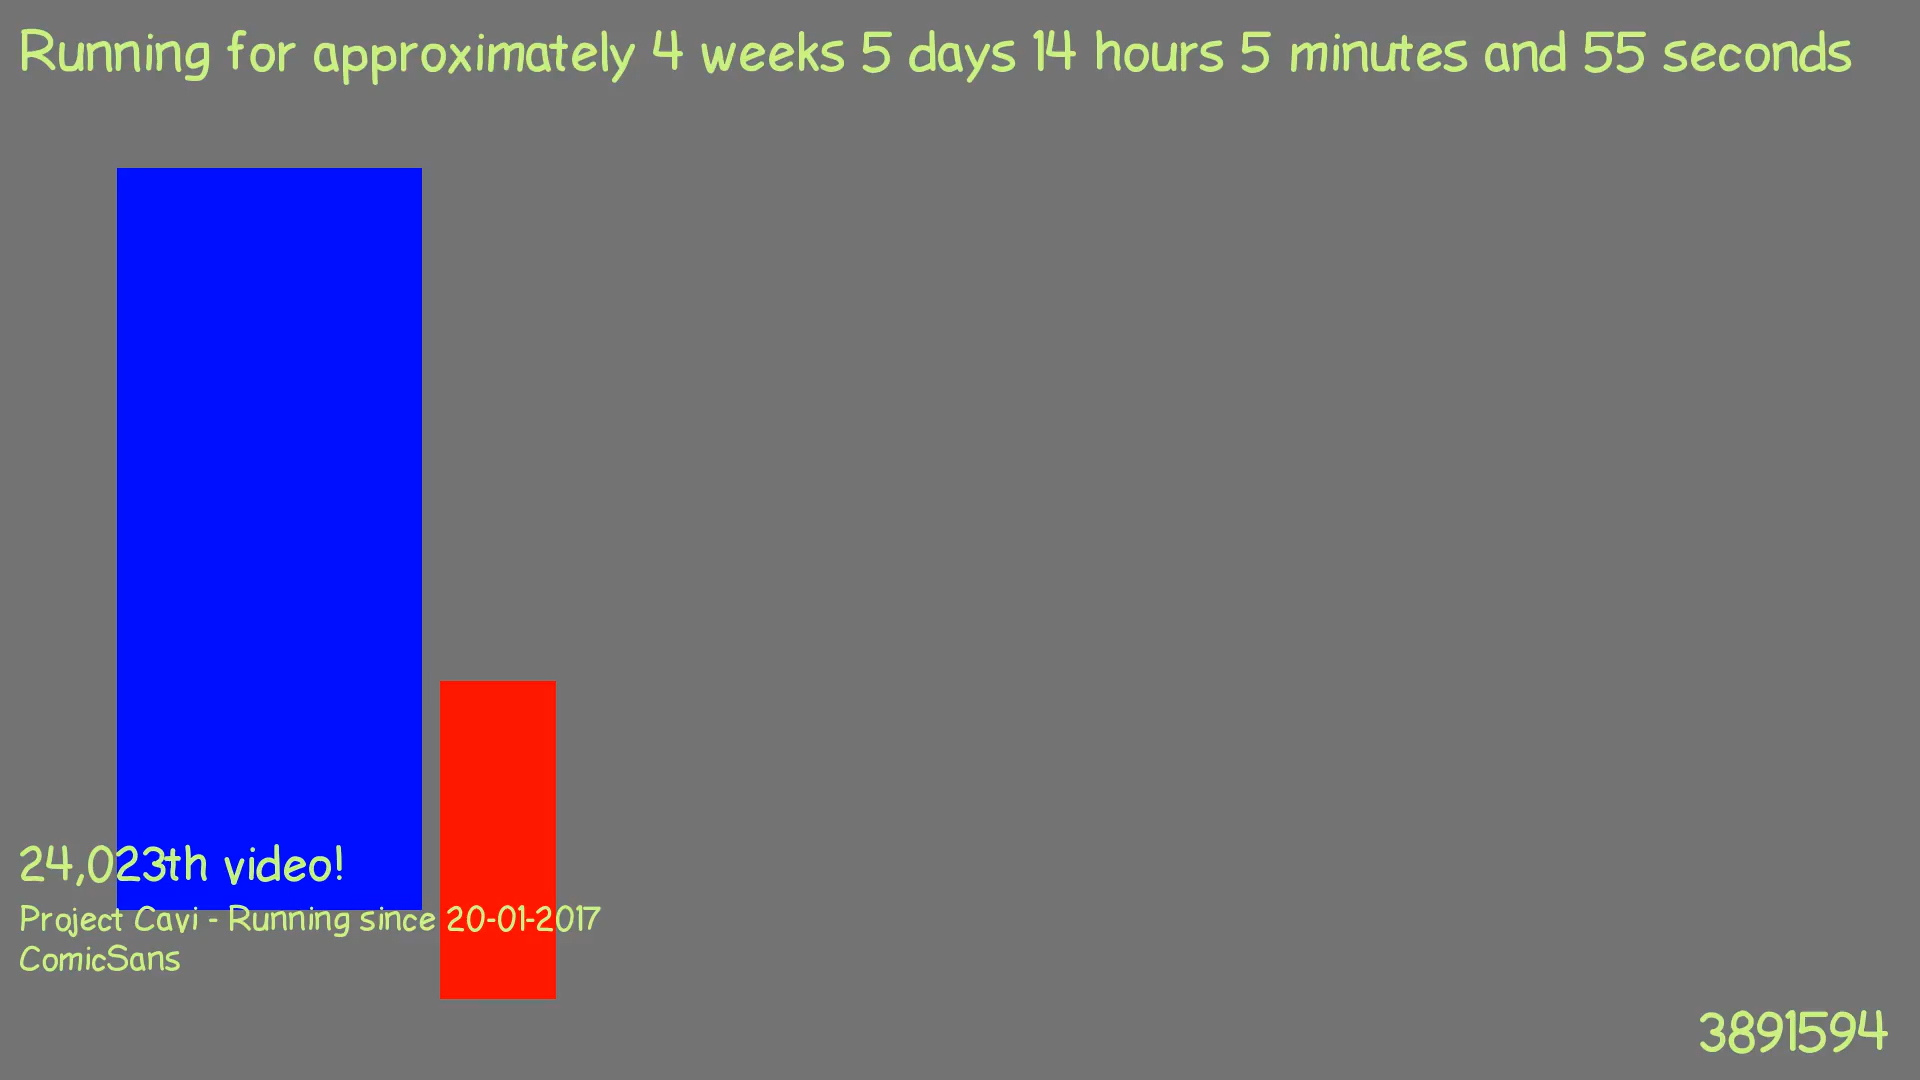 Running for approximately 4 weeks 5 days 14 hours 5 minutes and 55 seconds
24,023th video!
Project Cavi - Running since 20-01-2017
ComicSans
3891594